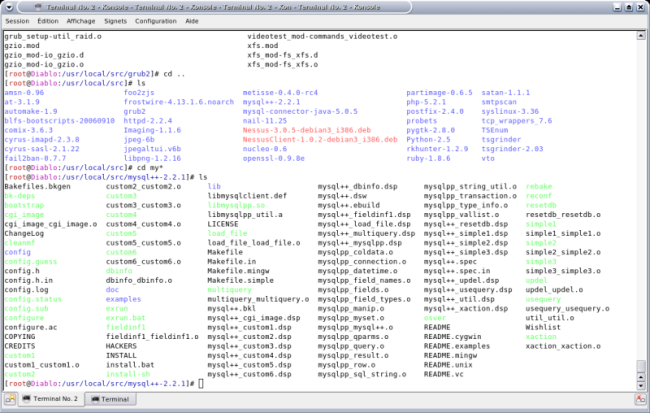 Terminal No. 2 - Konsole - Terminal No. 2 - Kon - Terminal No. 2 - Konsole
Session Edition Affichage Signets Configuration Aide
grub_setup-util_raid.o videotest_mod-commands_videotest.o
gzio.mod xfs.mod
gzio_mod-io_gzio.d xfs_mod-fs_xfs.d
gzio_mod-io_gzio.o xfs_mod-fs_xfs.o
[root@Diablo:/usr/local/src/grub2]# cd ..
[root@Diablo:/usr/local/src]# ls
amsn-0.96 foo2zjs metisse-0.4.0-rc4 partimage-0.6.5 satan-1.1.1
at-3.1.9 frostwire-4.13.1.6.noarch mysql++-2.2.1 php-5.2.1 smtpscan
automake-1.9 grub2 mysql-connector-java-5.0.5 postfix-2.4.0 syslinux-3.36
blfs-bootscripts-20060910 httpd-2.2.4 nail-11.25 probets tcp_wrappers_7.6
comix-3.6.3 Imaging-1.1.6 Nessus-3.0.5-debian3_i386.deb pygtk-2.8.0 TSEnum
cyrus-imapd-2.3.8 jpeg-6b NessusClient-1.0.2-debian3_i386.deb Python-2.5 tsgrinder
cyrus-sasl-2.1.22 jpegaltui.v6b nucleo-0.6 rkhunter-1.2.9 tsgrinder-2.03
fail2ban-0.7.7 libpng-1.2.16 openssl-0.9.8e ruby-1.8.6 vto
[root@Diablo:/usr/local/src]# cd my*
[root@Diablo:/usr/local/src/mysql++-2.2.1]# ls
Bakefiles.bkgen custom2_custom2.o lib mysql++_dbinfo.dsp mysqlpp_string_util.o rebake
bk-deps custom3 libmysqlclient.def mysql++.dsw mysqlpp_transaction.o reconf
bootstrap custom3_custom3.o libmysqlpp.so mysql++.ebuild mysqlpp_type_info.o resetdb
cgi_image custom4 libmysqlpp_util.a mysql++_fieldinf1.dsp mysqlpp_vallist.o resetdb_resetdb.o
cgi_image_cgi_image.o custom4_custom4.o LICENSE mysql++_load_file.dsp mysql++_resetdb.dsp simple1
ChangeLog custom5 load_file mysql++_multiquery.dsp mysql++_simple1.dsp simple1_simple1.o
cleanmf custom5_custom5.o load_file_load_file.o mysql++_mysqlpp.dsp mysql++_simple2.dsp simple2
config custom6 Makefile mysqlpp_coldata.o mysql++_simple3.dsp simple2_simple2.o
config.guess custom6_custom6.o Makefile.in mysqlpp_connection.o mysql++.spec simple3
config.h dbinfo Makefile.mingw mysqlpp_datetime.o mysql++.spec.in simple3_simple3.o
config.h.in dbinfo_dbinfo.o Makefile.simple mysqlpp_field_names.o mysql++_updel.dsp updel
config.log doc multiquery mysqlpp_fields.o mysql++_usequery.dsp updel_updel.o
config.status examples multiquery_multiquery.o mysqlpp_field_types.o mysql++_util.dsp usequery
config.sub exrun mysql++.bkl mysqlpp_manip.o mysql++_xaction.dsp usequery_usequery.o
configure exrun.bat mysql++_cgi_image.dsp mysqlpp_myset.o util_util.o
configure.ac fieldinf1 mysql++_custom1.dsp mysqlpp_mysql++.o README Wishlist
COPYING fieldinf1_fieldinf1.o mysql++_custom2.dsp mysqlpp_qparms.o README.cygwin xaction
CREDITS HACKERS mysql++_custom3.dsp mysqlpp_query.o README.examples xaction_xaction.o
custom1 INSTALL mysql++_custom4.dsp mysqlpp_result.o README.mingw
custom1_custom1.o install.bat mysql++_custom5.dsp mysqlpp_row.o README.unix
custom2 install-sh mysql++_custom6.dsp mysqlpp_sql_string.o README.vc
[root@Diablo:/usr/local/src/mysql++-2.2.1]#
Terminal No. 2 Terminal